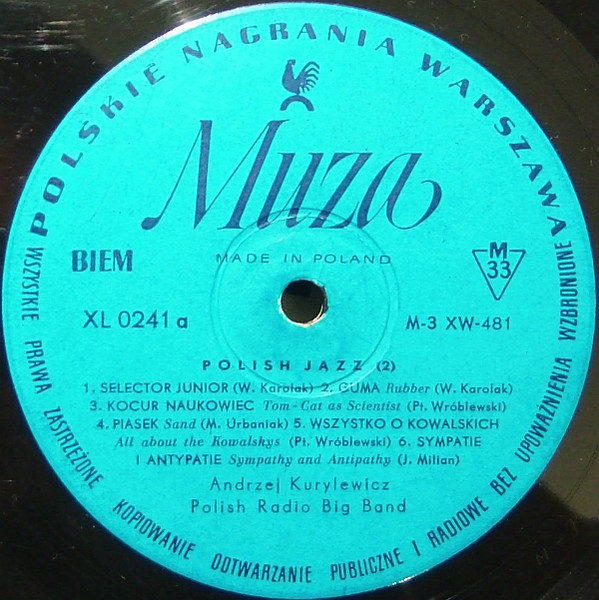 POLSKIE NAGRANIA WARSZAWA
Muza
BIEM
MADE IN POLAND
M
33
XL 0241 a
M-3 XW-481
POLISH JAZZ (2)
1. SELECTOR JUNIOR (W. Karolak) 2. GUMA Rubber (W. Karolak)
3. KOCUR NAUKOWIEC Tom-Cat as Scientist (Pt. Wróblewski)
4. PIASEK Sand (M. Urbaniak) 5. WSZYSTKO O KOWALSKICH
All about the Kowalskys (Pt. Wróblewski) 6. SYMPATIE
I ANTYPATIE Sympathy and Antipathy (J. Milian)
Andrzej Kurylewicz
Polish Radio Big Band
WSZYSTKIE PRAWA ZASTRZEŻONE KOPIOWANIE ODTWARZANIE PUBLICZNE I RADIOWE BEZ UPOWAŻNIENIA WZBRONIONE